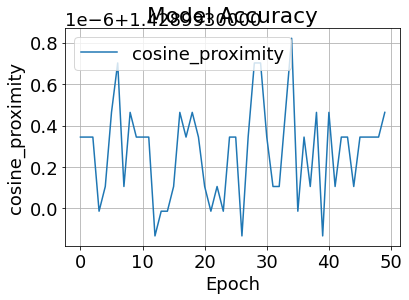 Model Accuracy
1e−6+1.4289930000
cosine_proximity
0.8
0.6
0.4
0.2
0.0
cosine_proximity
0 10 20 30 40 50
Epoch